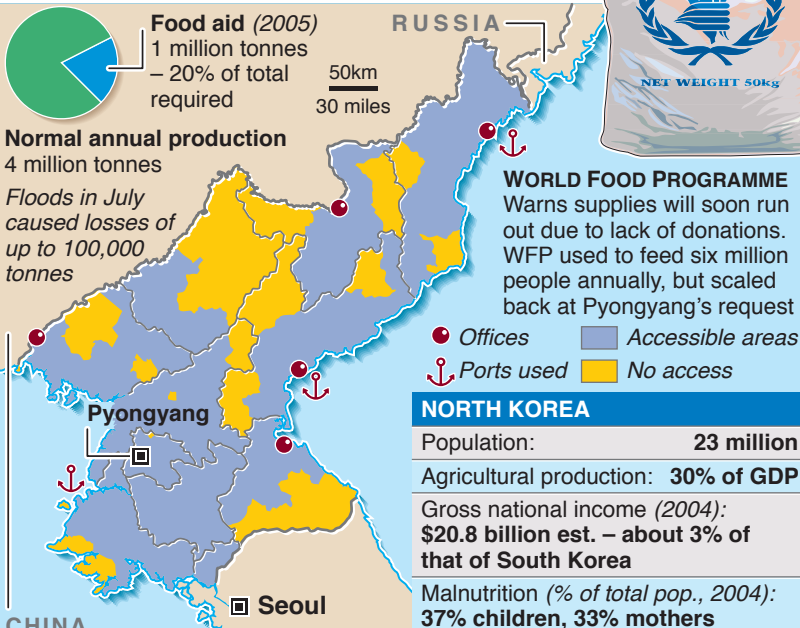 Food aid (2005)
1 million tonnes
– 20% of total
required
RUSSIA
50km
30 miles
NET WEIGHT 50kg
Normal annual production
4 million tonnes
Floods in July
caused losses of
up to 100,000
tonnes
WORLD FOOD PROGRAMME
Warns supplies will soon run
out due to lack of donations.
WFP used to feed six million
people annually, but scaled
back at Pyongyang's request
Offices
Accessible areas
Ports used
No access
Pyongyang
NORTH KOREA
Population: 23 million
Agricultural production: 30% of GDP
Gross national income (2004):
$20.8 billion est. – about 3% of
that of South Korea
Malnutrition (% of total pop., 2004):
37% children, 33% mothers
Seoul
CHINA